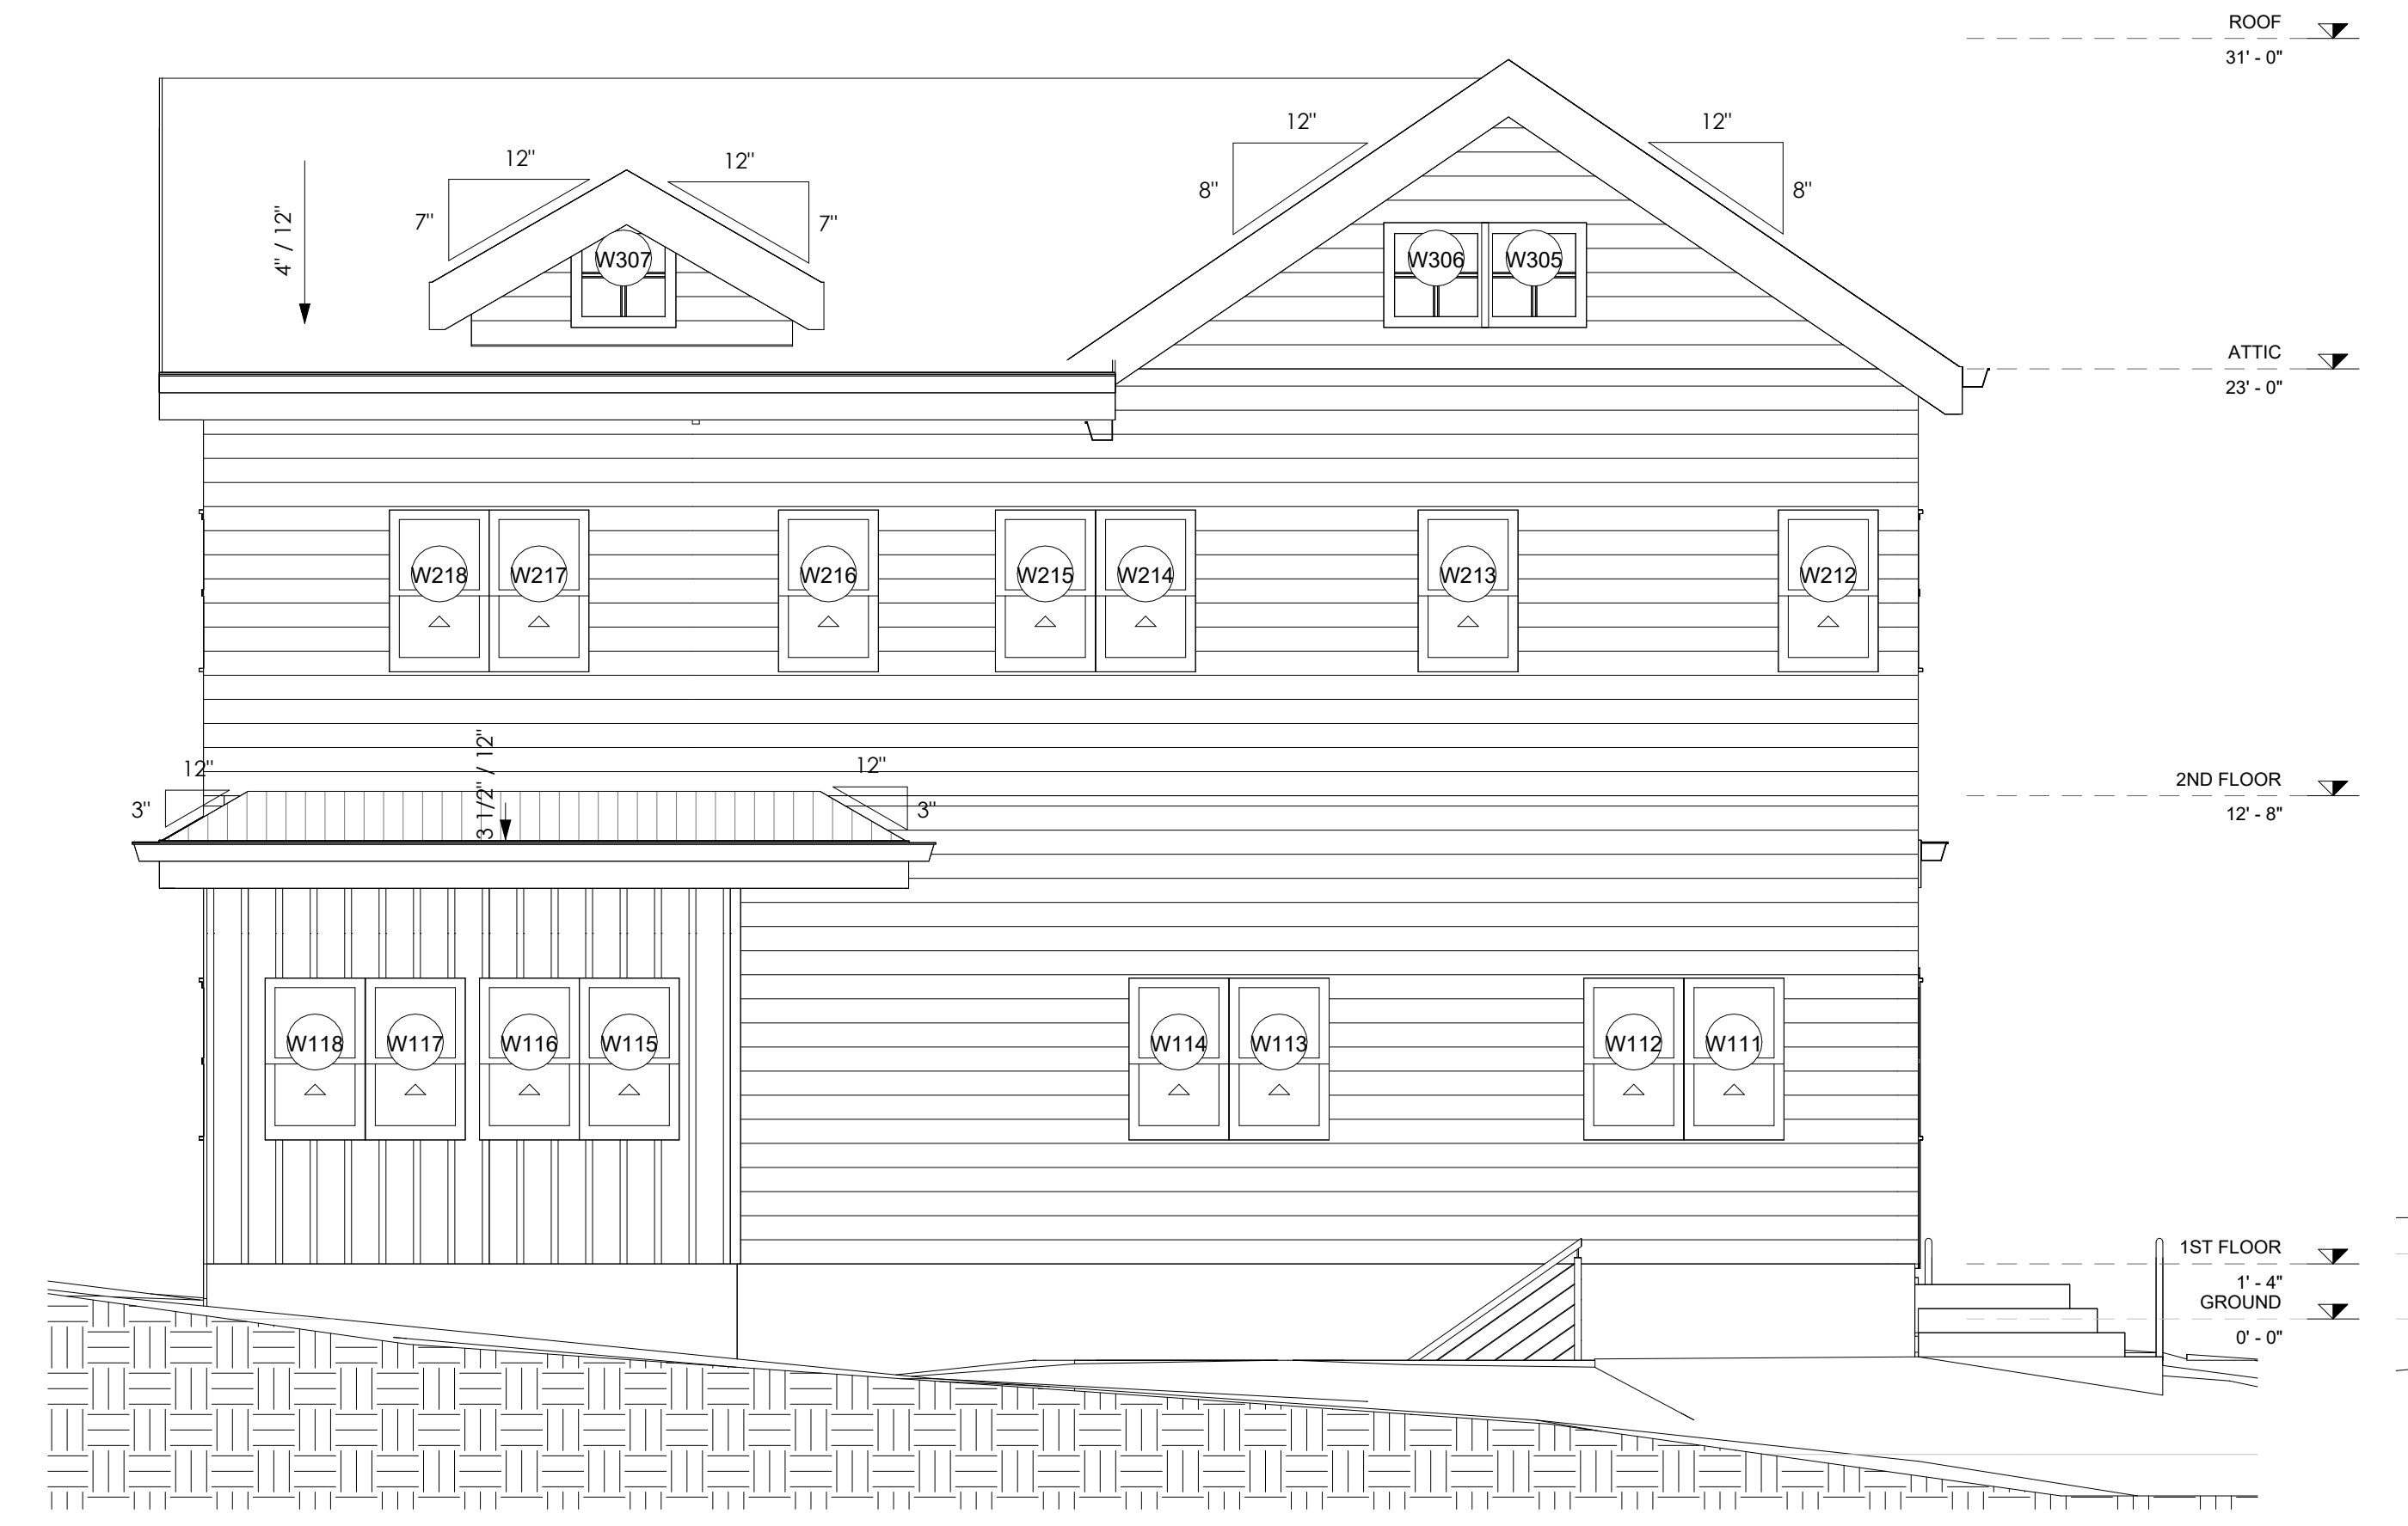 ROOF
31' - 0"
12" 12"
12" 12"
8" 8"
4" / 12"
7" 7"
W307 W306 W305
ATTIC
23' - 0"
W218 W217 W216 W215 W214 W213 W212
3 1/2" / 12"
12" 12"
3" 3"
2ND FLOOR
12' - 8"
W118 W117 W116 W115 W114 W113 W112 W111
1ST FLOOR
1' - 4"
GROUND
0' - 0"